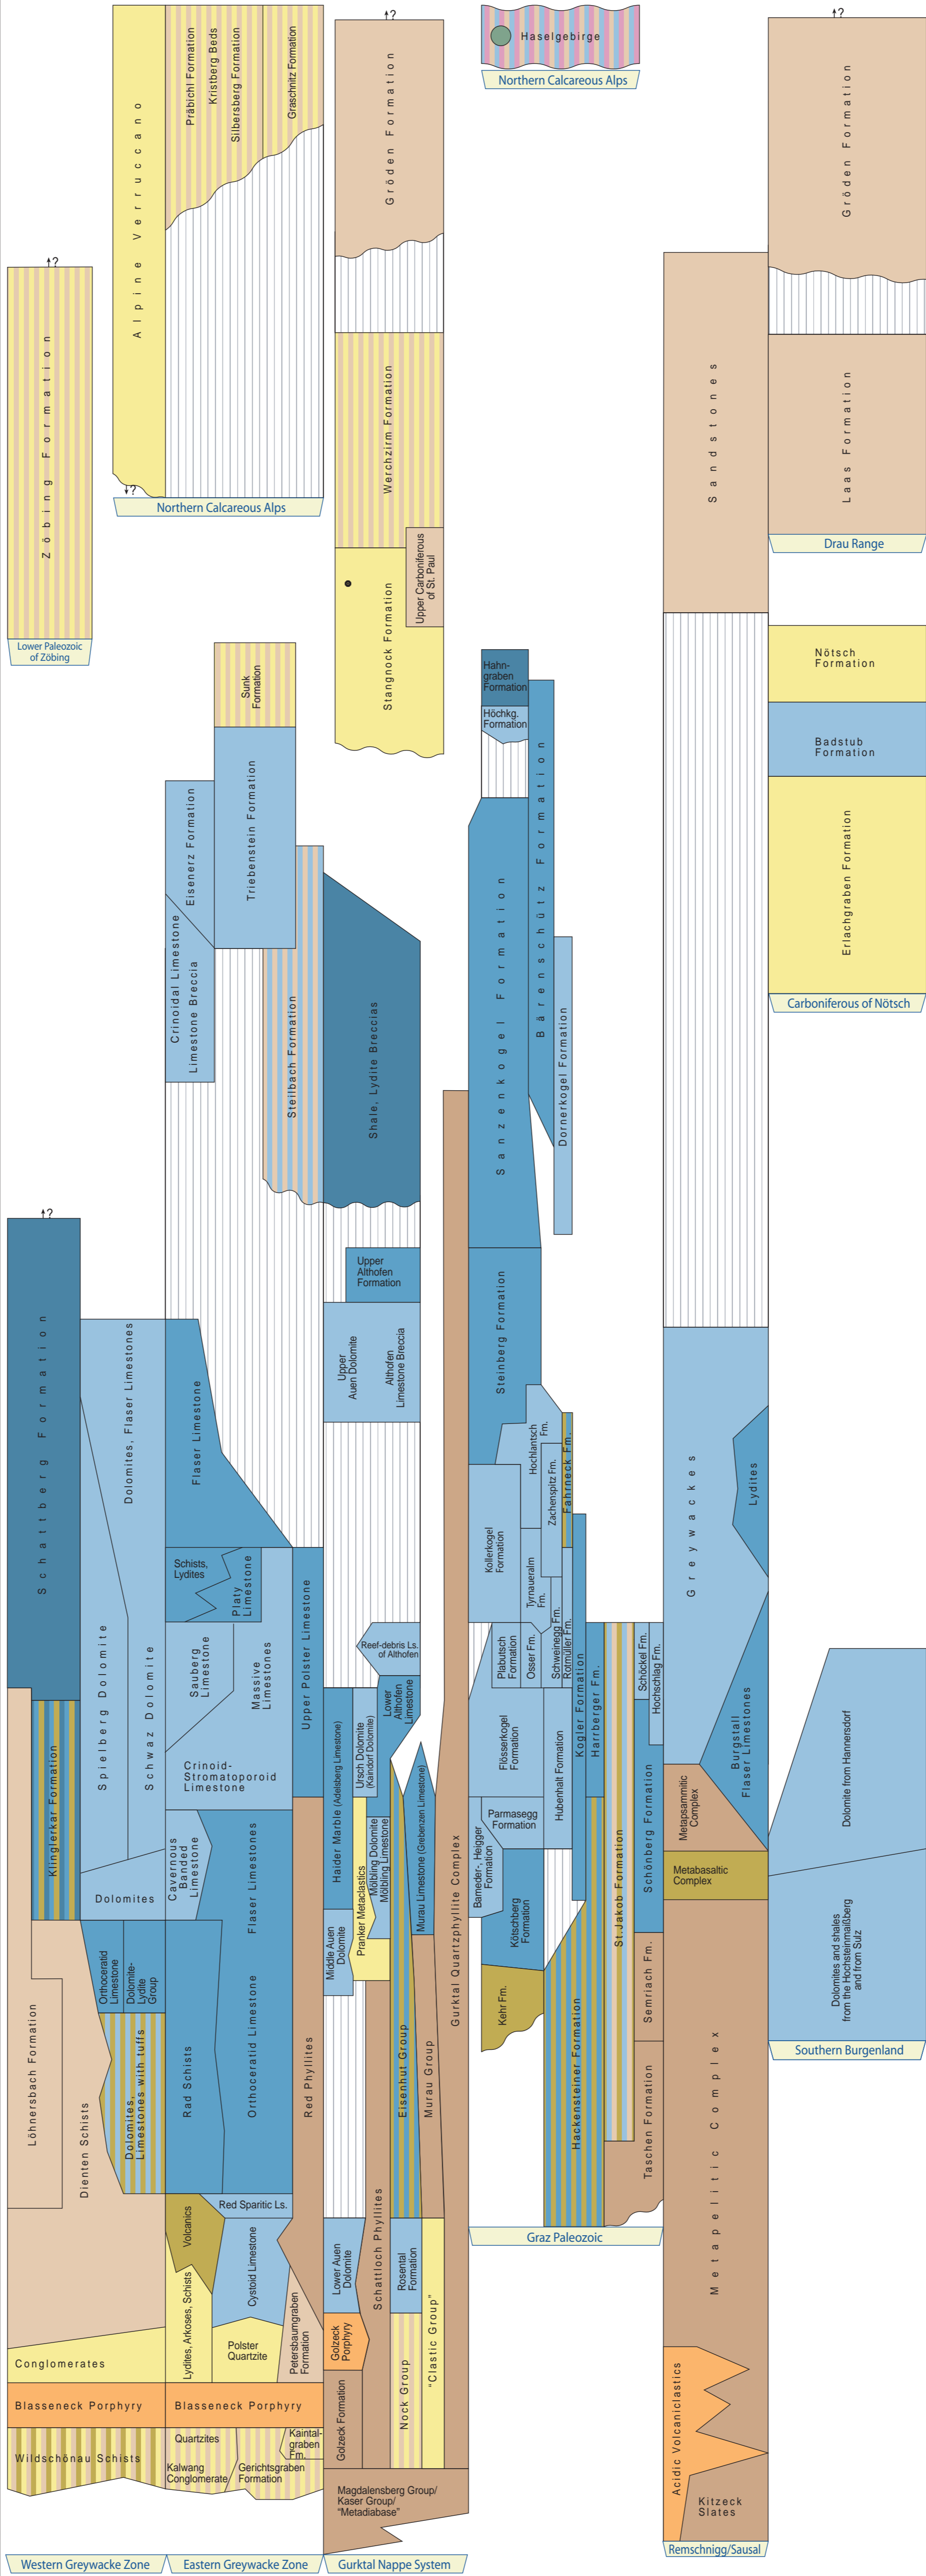 ?
Haselgebirge
Northern Calcareous Alps
?
Alpine Verruccano
Präbichl Formation
Kristberg Beds
Silbersberg Formation
Graschnitz Formation
Gröden Formation
Gröden Formation
?
Zöbing Formation
Lower Paleozoic
of Zöbing
?
Northern Calcareous Alps
Werchzirm Formation
Upper Carboniferous
of St. Paul
Stangnock Formation
Sandstones
Laas Formation
Drau Range
Sunk
Formation
Triebenstein Formation
Eisenerz Formation
Crinoidal Limestone
Limestone Breccia
Steilbach Formation
Shale, Lydite Breccias
Hahn-
graben
Formation
Höchkg.
Formation
Sanzenkogel Formation
Bärenschütz Formation
Dornerkogel Formation
Nötsch
Formation
Badstub
Formation
Erlachgraben Formation
Carboniferous of Nötsch
?
Schattberg Formation
Dolomites, Flaser Limestones
Spielberg Dolomite
Schwaz Dolomite
Flaser Limestone
Schists,
Lydites
Platy
Limestone
Sauberg
Limestone
Massive
Limestones
Upper Polster Limestone
Crinoid-
Stromatoporoid
Limestone
Upper
Althofen
Formation
Upper
Auen Dolomite
Althofen
Limestone Breccia
Reef-debris Ls.
of Althofen
Lower
Althofen
Limestone
Ursch Dolomite
(Kaindorf Dolomite)
Haider Marble (Adelsberg Limestone)
Steinberg Formation
Hochlantsch
Fm.
Zachenspitz Fm.
Fahrneck Fm.
Kollerkogel
Formation
Tyrnaueralm
Fm.
Schweinegg Fm.
Rotmüller Fm.
Plabutsch
Formation
Osser Fm.
Kogler Formation
Harrberger Fm.
Schöckel Fm.
Hochschlag Fm.
Flösserkogel
Formation
Hubenhalt Formation
Parmasegg
Formation
Bameder-, Heigger
Formation
Kötschberg
Formation
Kehr Fm.
Hackensteiner Formation
St.Jakob Formation
Schönberg Formation
Semriach Fm.
Taschen Formation
Graz Paleozoic
Greywackes
Lydites
Burgstall
Flaser Limestones
Metapsammitic
Complex
Metabasaltic
Complex
Metapelitic Complex
Acidic Volcaniclastics
Kitzeck
Slates
Remschnigg/Sausal
Dolomite from Hannersdorf
Dolomites and shales
from the Hochsteinmaißberg
and from Sulz
Southern Burgenland
Klinglerkar Formation
Dolomites
Cavernous
Banded
Limestone
Flaser Limestones
Orthoceratid Limestone
Orthoceratid
Limestone
Dolomite-
Lydite
Group
Löhnersbach Formation
Dienten Schists
Dolomites,
Limestones with tuffs
Rad Schists
Red Phyllites
Red Sparitic Ls.
Volcanics
Cystoid Limestone
Lydites, Arkoses, Schists
Polster
Quartzite
Petersbaumgraben
Formation
Conglomerates
Blasseneck Porphyry
Blasseneck Porphyry
Wildschönau Schists
Quartzites
Kalwang
Conglomerate
Gerichtsgraben
Formation
Kaintal-
graben
Fm.
Pranker Metaclastics
Mölbling Dolomite
Mölbling Limestone
Middle Auen
Dolomite
Murau Limestone (Grebenzen Limestone)
Gurktal Quartzphyllite Complex
Eisenhut Group
Murau Group
Schattloch Phyllites
Lower Auen
Dolomite
Rosental
Formation
"Clastic Group"
Golzeck
Porphyry
Nock Group
Golzeck Formation
Magdalensberg Group/
Kaser Group/
"Metadiabase"
Western Greywacke Zone
Eastern Greywacke Zone
Gurktal Nappe System